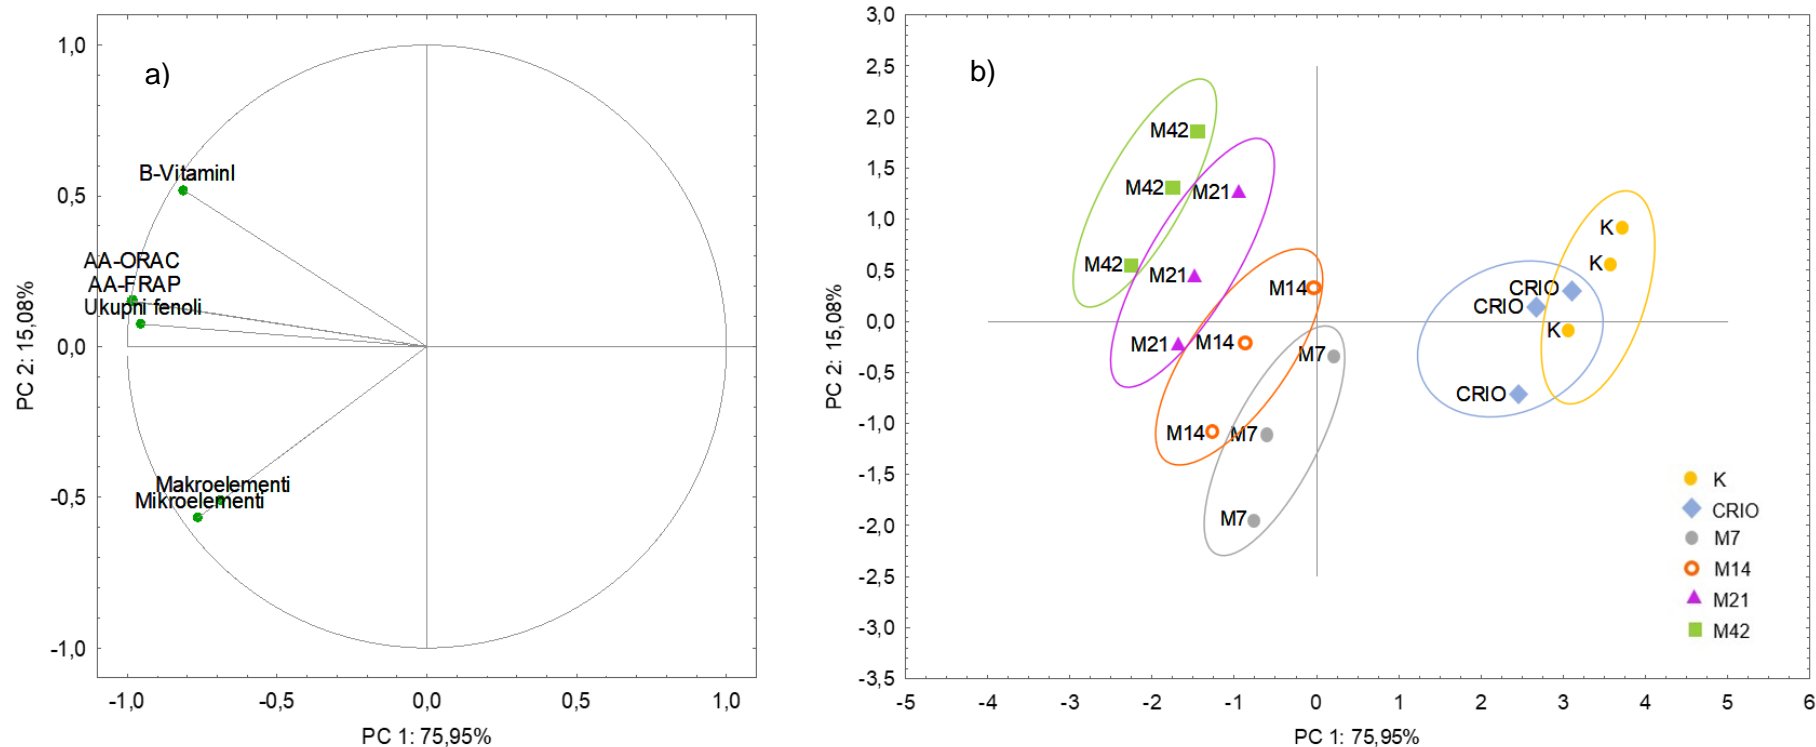 a)
1,0
0,5
0,0
-0,5
-1,0
PC 2: 15,08%
B-VitaminI
AA-ORAC
AA-FRAP
Ukupni fenoli
Makroelementi
Mikroelementi
-1,0 -0,5 0,0 0,5 1,0
PC 1: 75,95%
b)
3,0
2,5
2,0
1,5
1,0
0,5
0,0
-0,5
-1,0
-1,5
-2,0
-2,5
-3,0
-3,5
PC 2: 15,08%
M42
M42
M21
K
M42
K
M21
M14
CRIO
CRIO
K
M21
M14
M7
CRIO
M14
M7
M7
K
CRIO
M7
M14
M21
M42
-5 -4 -3 -2 -1 0 1 2 3 4 5 6
PC 1: 75,95%